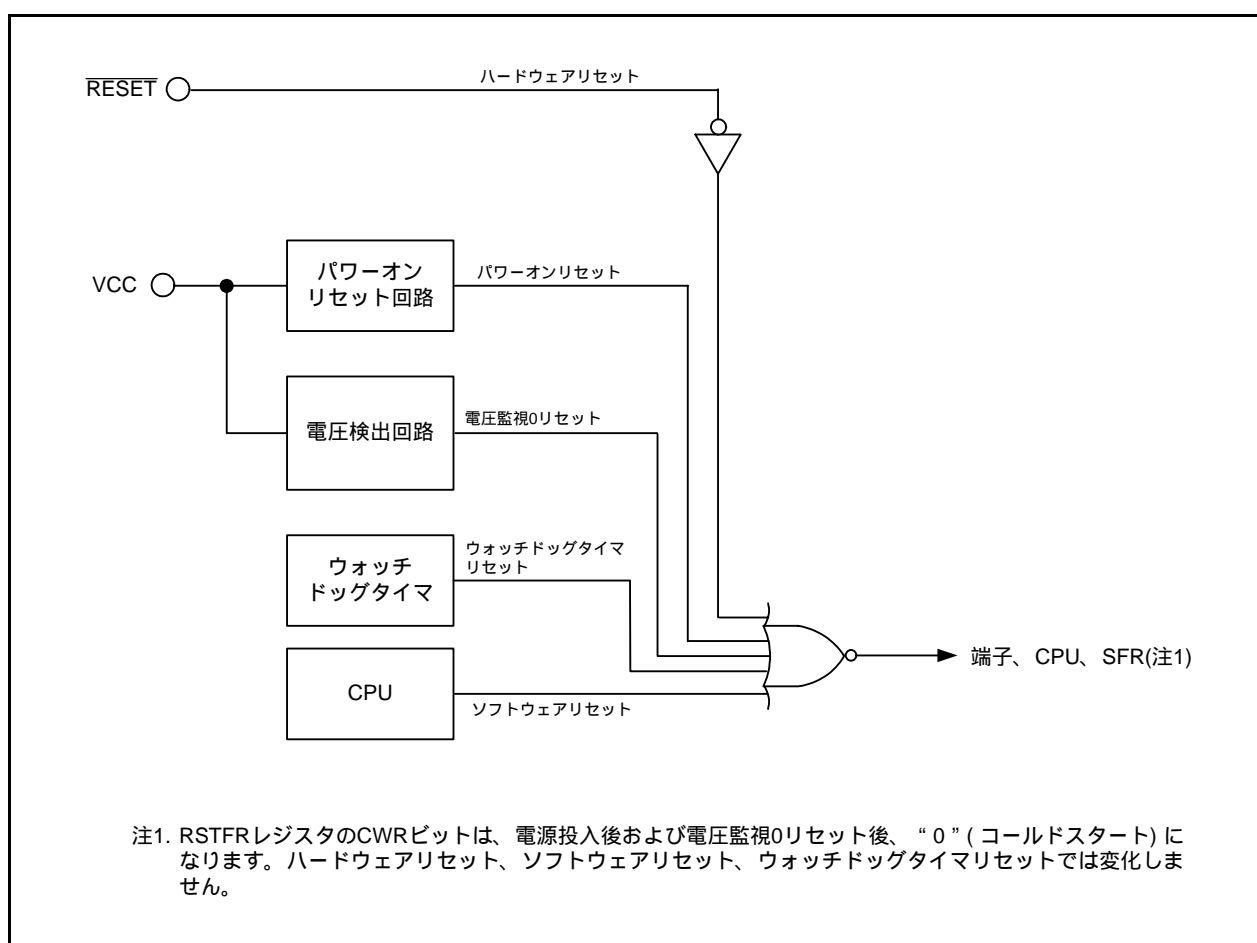 RESET
ハードウェアリセット
VCC
パワーオン
リセット回路
パワーオンリセット
電圧検出回路
電圧監視0リセット
ウォッチ
ドッグタイマ
ウォッチドッグタイマ
リセット
CPU
ソフトウェアリセット
端子、CPU、SFR(注1)
注1. RSTFRレジスタのCWRビットは、電源投入後および電圧監視0リセット後、“ 0 ” ( コールドスタート) に
なります。ハードウェアリセット、ソフトウェアリセット、ウォッチドッグタイマリセットでは変化しま
せん。